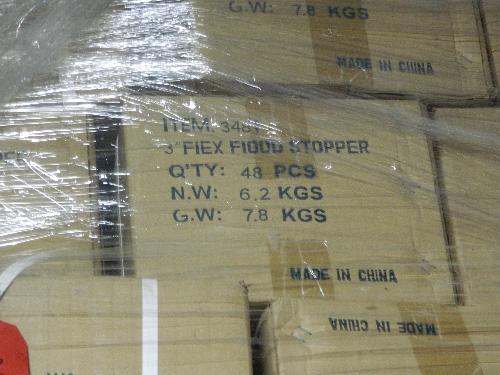 G.W: 7.8 KGS
MADE IN CHINA
ITEM: 3481
3" FlEX FlOOD STOPPER
Q'TY: 48 PCS
N.W: 6.2 KGS
G.W: 7.8 KGS
MADE IN CHINA
MADE IN CHINA